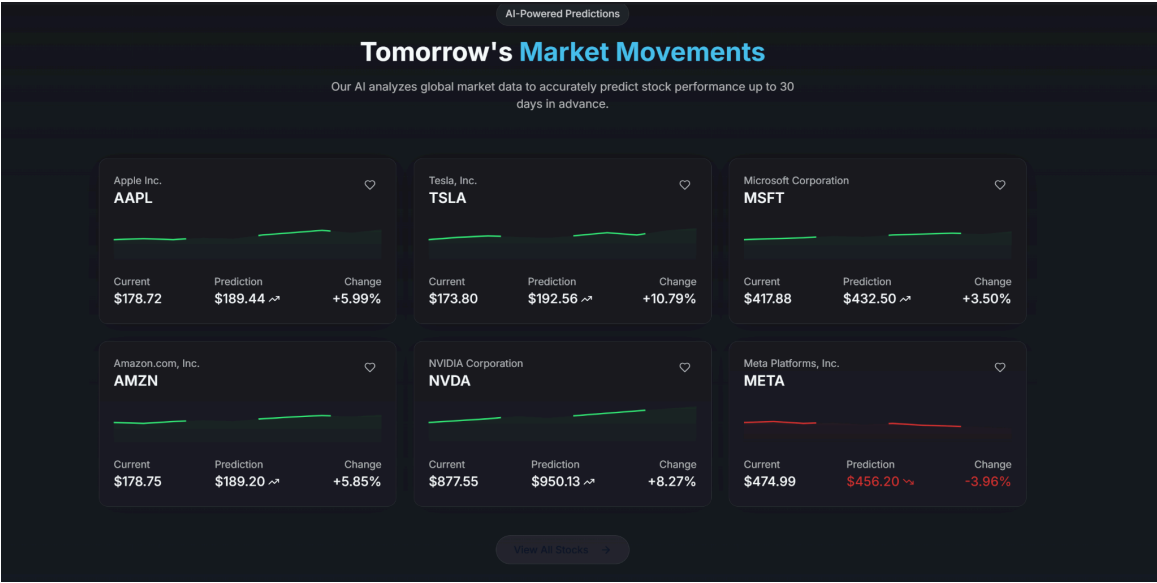 AI-Powered Predictions
Tomorrow's Market Movements
Our AI analyzes global market data to accurately predict stock performance up to 30
days in advance.
Apple Inc.
AAPL
Current Prediction Change
$178.72 $189.44 +5.99%
Tesla, Inc.
TSLA
Current Prediction Change
$173.80 $192.56 +10.79%
Microsoft Corporation
MSFT
Current Prediction Change
$417.88 $432.50 +3.50%
Amazon.com, Inc.
AMZN
Current Prediction Change
$178.75 $189.20 +5.85%
NVIDIA Corporation
NVDA
Current Prediction Change
$877.55 $950.13 +8.27%
Meta Platforms, Inc.
META
Current Prediction Change
$474.99 $456.20 -3.96%
View All Stocks →